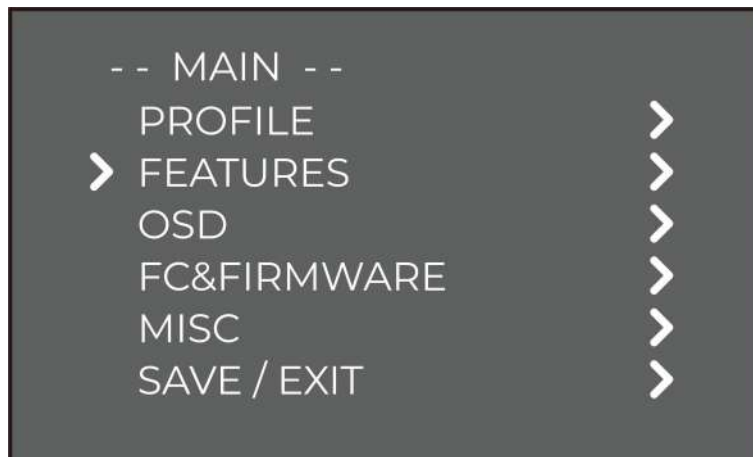 -- MAIN --
PROFILE >
> FEATURES >
OSD >
FC&FIRMWARE >
MISC >
SAVE / EXIT >